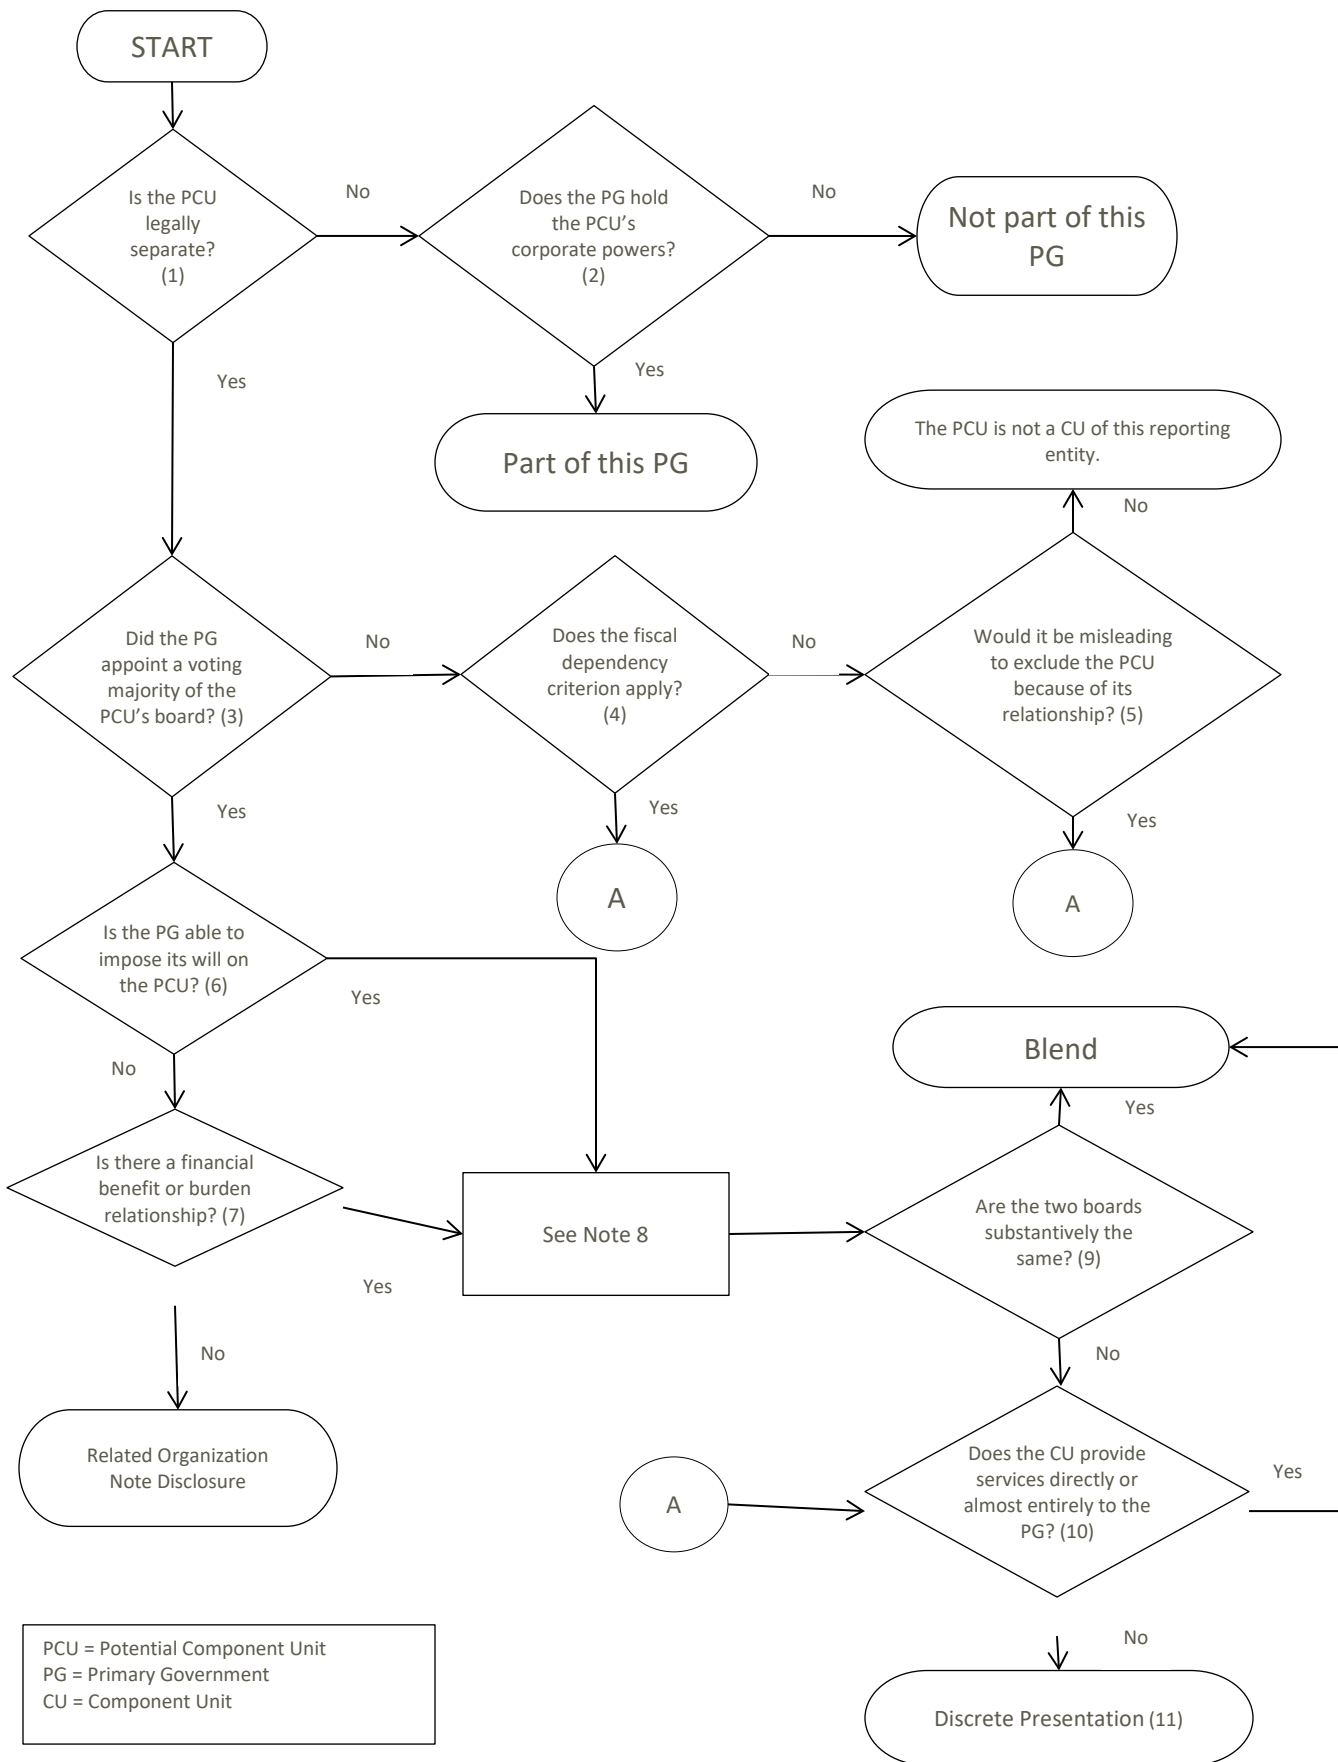 START
Is the PCU
legally
separate?
(1)
No
Does the PG hold
the PCU’s
corporate powers?
(2)
No
Not part of this
PG
Yes
Yes
Part of this PG
The PCU is not a CU of this reporting
entity.
No
Did the PG
appoint a voting
majority of the
PCU’s board? (3)
No
Does the fiscal
dependency
criterion apply?
(4)
No
Would it be misleading
to exclude the PCU
because of its
relationship? (5)
Yes
Yes
Yes
A
A
Is the PG able to
impose its will on
the PCU? (6)
Yes
No
Blend
Yes
Is there a financial
benefit or burden
relationship? (7)
Yes
See Note 8
Are the two boards
substantively the
same? (9)
No
No
Related Organization
Note Disclosure
A
Does the CU provide
services directly or
almost entirely to the
PG? (10)
Yes
No
Discrete Presentation (11)
PCU = Potential Component Unit
PG = Primary Government
CU = Component Unit